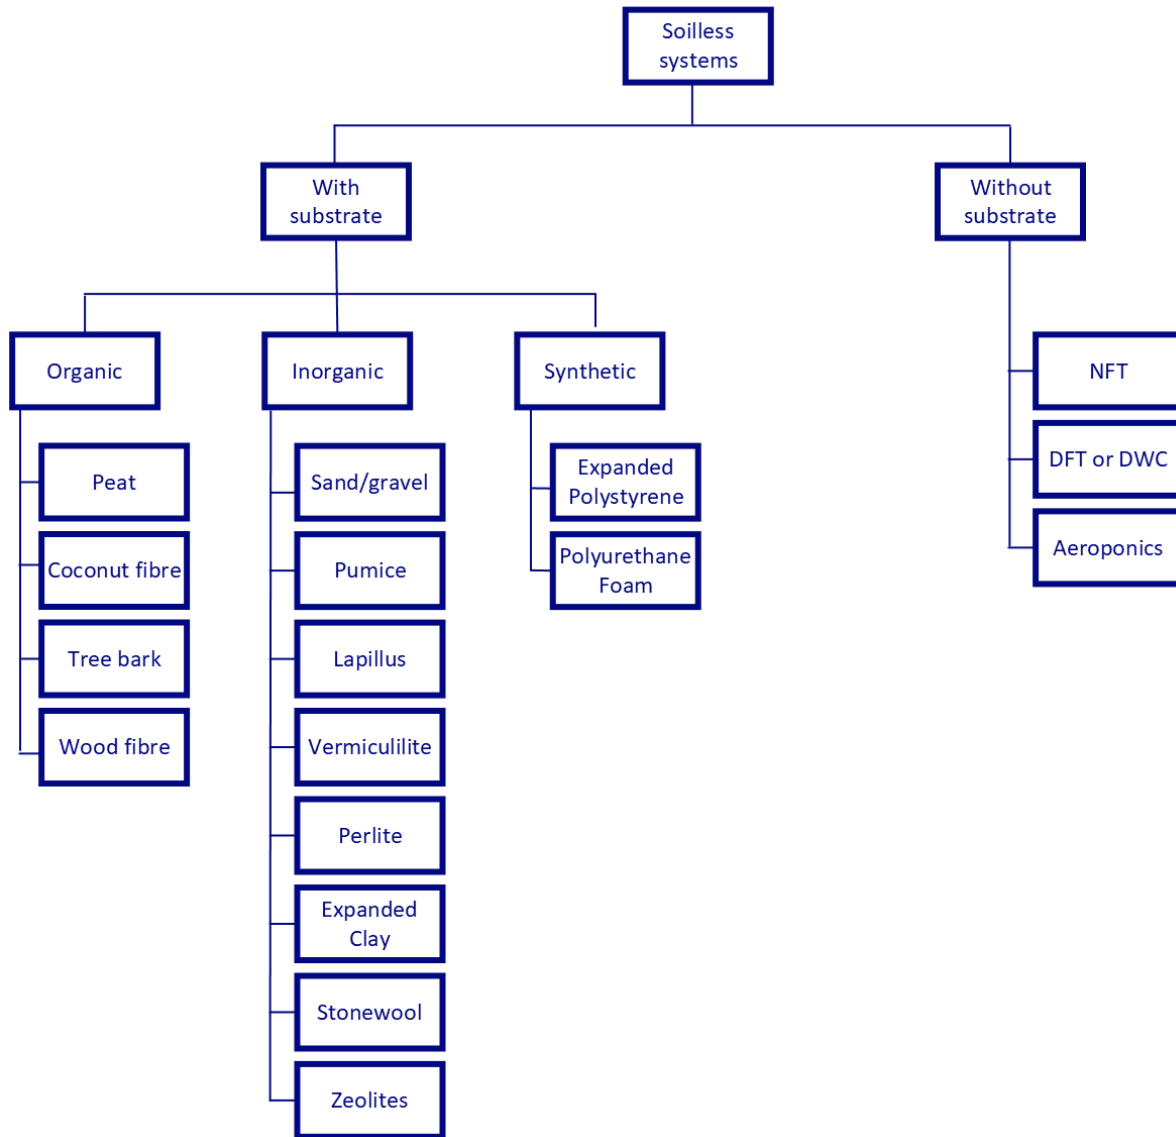 Soilless
systems
With
substrate
Without
substrate
Organic
Inorganic
Synthetic
NFT
DFT or DWC
Aeroponics
Peat
Coconut fibre
Tree bark
Wood fibre
Sand/gravel
Pumice
Lapillus
Vermiculilite
Perlite
Expanded
Clay
Stonewool
Zeolites
Expanded
Polystyrene
Polyurethane
Foam